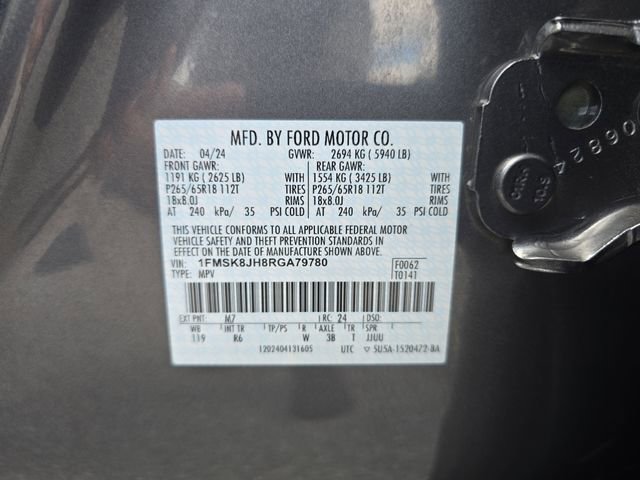 MFD. BY FORD MOTOR CO.
DATE: 04/24 GVWR: 2694 KG ( 5940 LB)
FRONT GAWR: REAR GAWR:
1191 KG ( 2625 LB) WITH 1554 KG ( 3425 LB) WITH
P265/65R18 112T TIRES P265/65R18 112T TIRES
18x8.0J RIMS 18x8.0J RIMS
AT 240 kPa/ 35 PSI COLD AT 240 kPa/ 35 PSI COLD
THIS VEHICLE CONFORMS TO ALL APPLICABLE FEDERAL MOTOR
VEHICLE SAFETY AND THEFT PREVENTION STANDARDS IN
EFFECT ON THE DATE OF MANUFACTURE SHOWN ABOVE.
VIN: 1FMSK8JH8RGA79780 F0062
TYPE: MPV T0141
EXT PNT: M7 RC: 24 DSO:
WB INT TR TP/PS R AXLE TR SPR
119 R6 W 3B T JJUU
1202404131605 UTC ▽ 5U5A-1520472-BA
06824